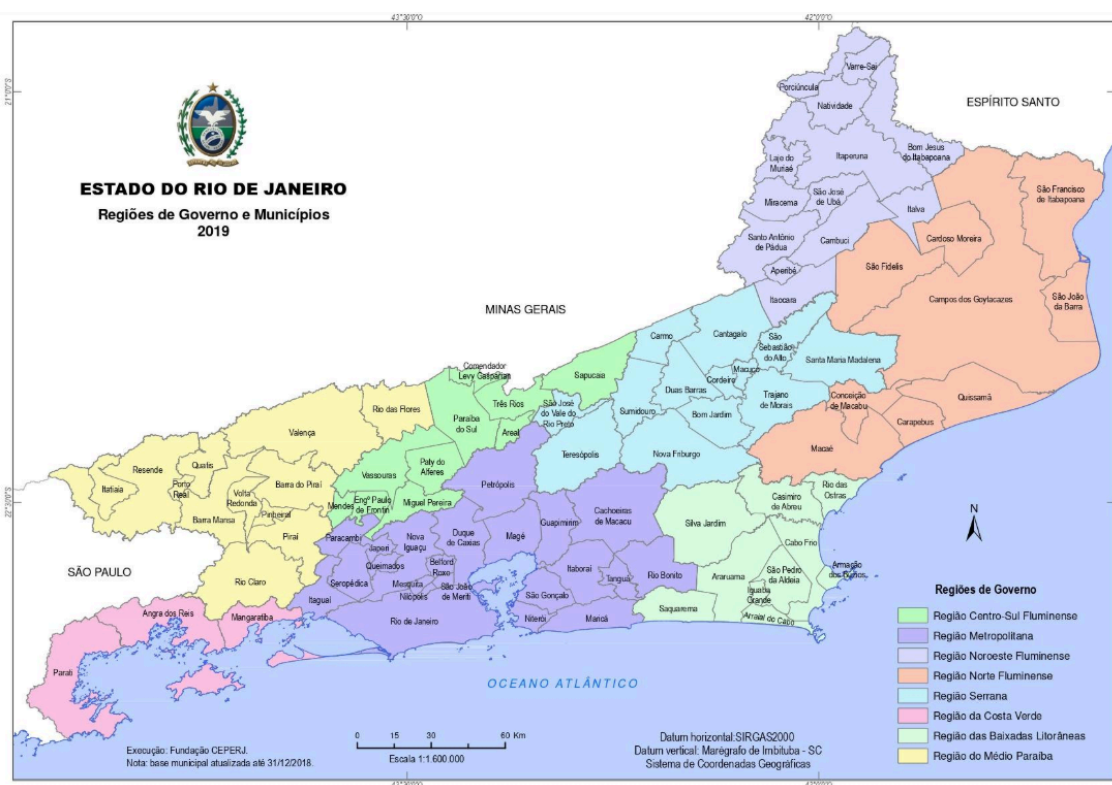 43°30'0"O
42°0'0"O
21°0'0"S
ESTADO DO RIO DE JANEIRO
Regiões de Governo e Municípios
2019
ESPÍRITO SANTO
MINAS GERAIS
SÃO PAULO
OCEANO ATLÂNTICO
Varre-Sai
Porciúncula
Natividade
Bom Jesus
do Itabapoana
Laje do
Muriaé
Itaperuna
São José
de Ubá
Miracema
Italva
Santo Antônio
de Pádua
Cambuci
Aperibé
Itaocara
São Francisco
de Itabapoana
Cardoso Moreira
São Fidelis
Campos dos Goytacazes
São João
da Barra
Conceição
de Macabu
Quissamã
Carapebus
Macaé
Carmo
Cantagalo
São
Sebastião
do Alto
Macuco
Cordeiro
Santa Maria Madalena
Duas Barras
Trajano
de Morais
Sumidouro
Bom Jardim
São José
do Vale do
Rio Preto
Teresópolis
Nova Friburgo
Petrópolis
Comendador
Levy Gasparian
Sapucaia
Três Rios
Paraíba
do Sul
Areal
Paty do
Alferes
Vassouras
Miguel Pereira
Engº Paulo
de Frontin
Mendes
Rio das Flores
Valença
Resende
Quatis
Itatiaia
Porto
Real
Volta
Redonda
Barra do Piraí
Barra Mansa
Pinheiral
Piraí
Rio Claro
Angra dos Reis
Mangaratiba
Parati
Paracambi
Japeri
Nova
Iguaçu
Duque
de Caxias
Magé
Guapimirim
Cachoeiras
de Macacu
Queimados
Belford
Roxo
Seropédica
Mesquita
Nilópolis
São João
de Meriti
Itaguaí
Rio de Janeiro
Itaboraí
Tanguá
Rio Bonito
São Gonçalo
Niterói
Maricá
Silva Jardim
Casimiro
de Abreu
Rio das
Ostras
Cabo Frio
Araruama
São Pedro
da Aldeia
Armação
dos Búzios
Iguaba
Grande
Saquarema
Arraial do Cabo
22°30'0"S
N
Regiões de Governo
Região Centro-Sul Fluminense
Região Metropolitana
Região Noroeste Fluminense
Região Norte Fluminense
Região Serrana
Região da Costa Verde
Região das Baixadas Litorâneas
Região do Médio Paraíba
Execução: Fundação CEPERJ.
Nota: base municipal atualizada até 31/12/2018.
0 15 30 60 Km
Escala 1:1.600.000
Datum horizontal:SIRGAS2000
Datum vertical: Marégrafo de Imbituba - SC
Sistema de Coordenadas Geográficas